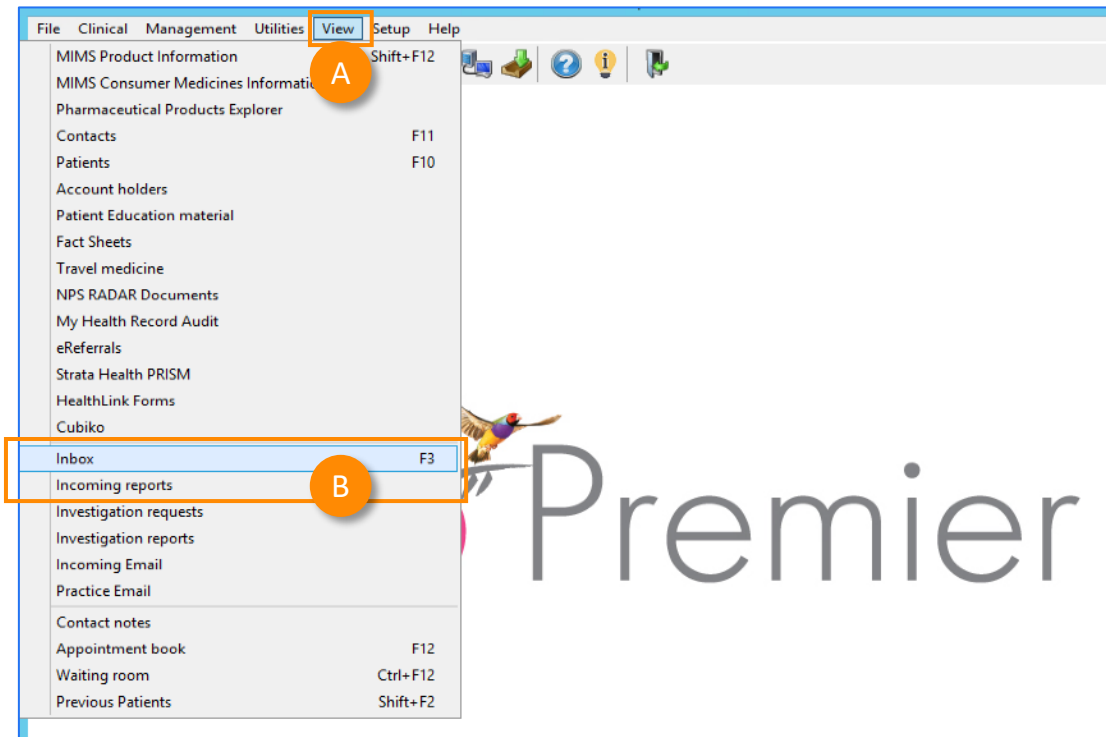 File Clinical Management Utilities View Setup Help
MIMS Product Information Shift+F12
A
MIMS Consumer Medicines Informatio
Pharmaceutical Products Explorer
Contacts F11
Patients F10
Account holders
Patient Education material
Fact Sheets
Travel medicine
NPS RADAR Documents
My Health Record Audit
eReferrals
Strata Health PRISM
HealthLink Forms
Cubiko
Inbox F3
Incoming reports
B
Investigation requests
Investigation reports
Incoming Email
Practice Email
Contact notes
Appointment book F12
Waiting room Ctrl+F12
Previous Patients Shift+F2
Premier